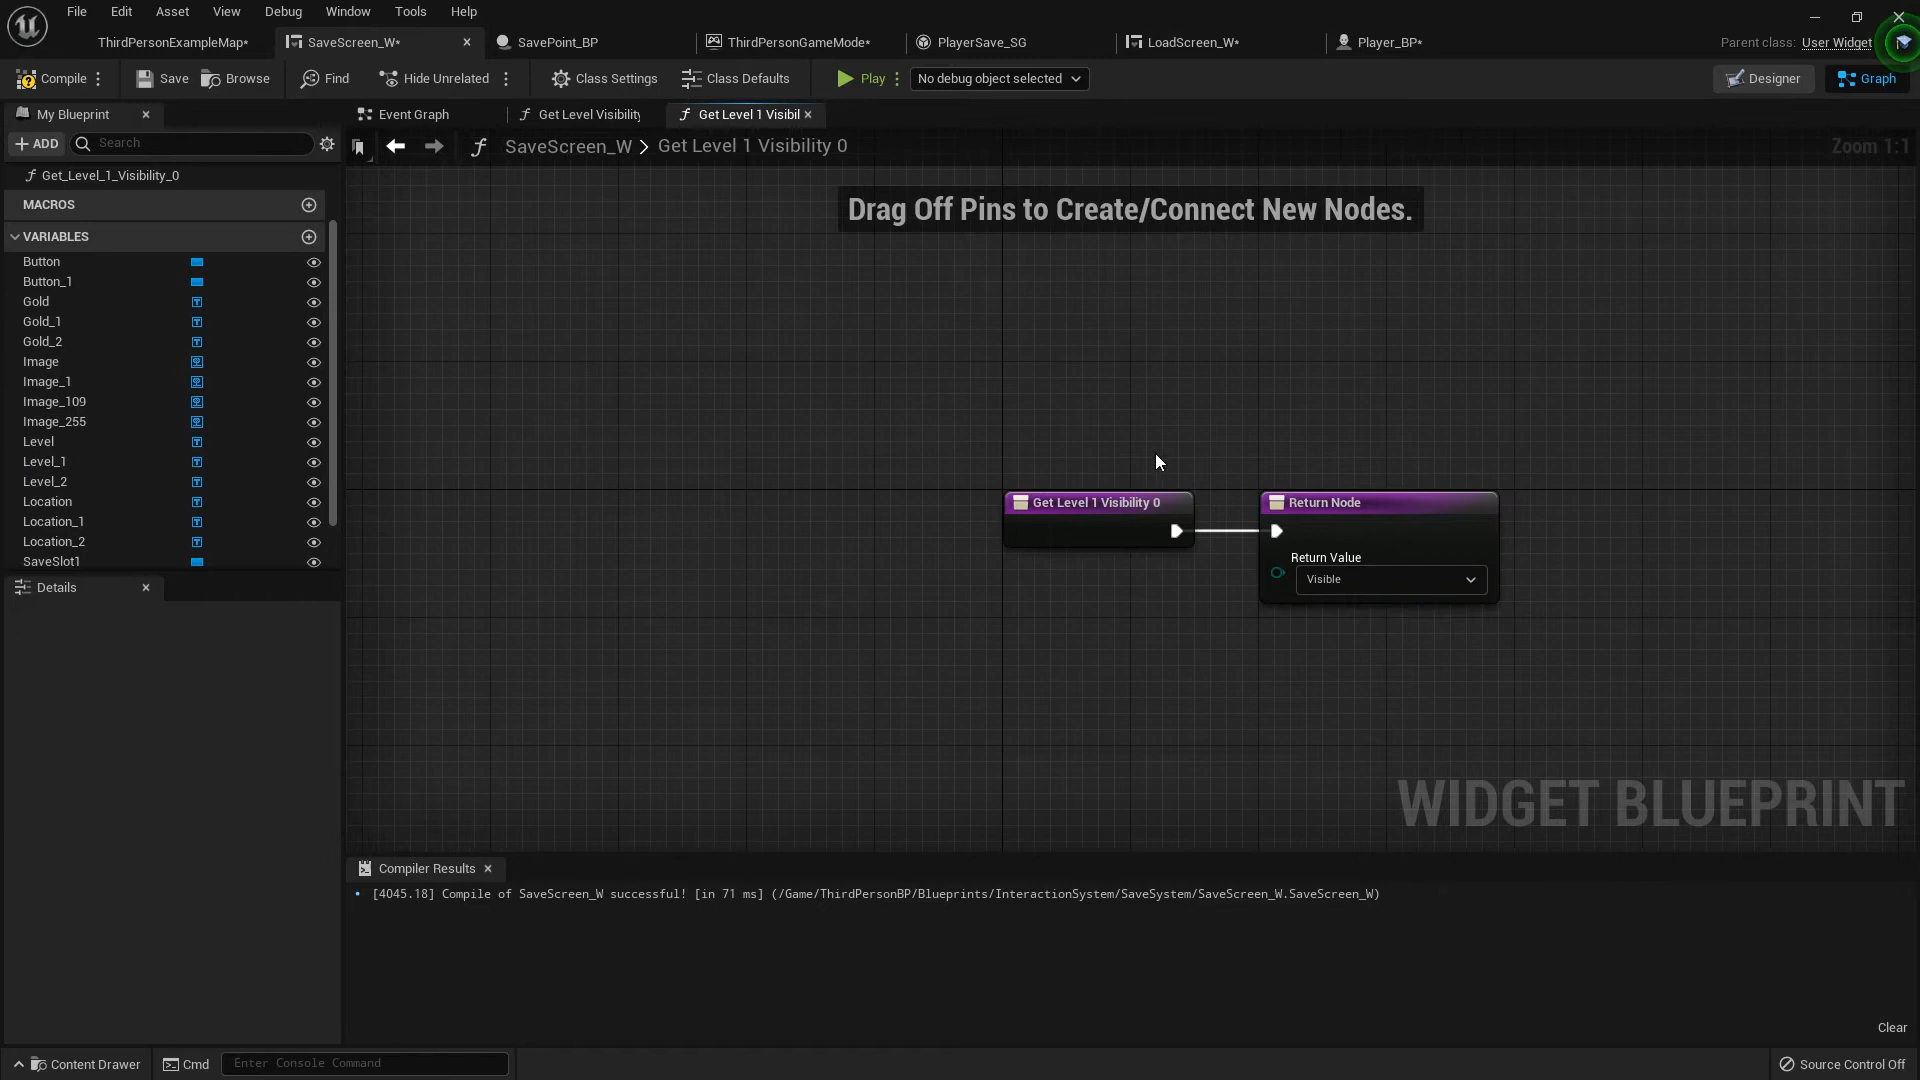 File Edit Asset View Debug Window Tools Help
ThirdPersonExampleMap* SaveScreen_W* SavePoint_BP ThirdPersonGameMode* PlayerSave_SG LoadScreen_W* Player_BP* Parent class: User Widget
Compile Save Browse Find Hide Unrelated Class Settings Class Defaults Play No debug object selected Designer Graph
My Blueprint Event Graph Get Level Visibility Get Level 1 Visibil
ADD Search SaveScreen_W > Get Level 1 Visibility 0 Zoom 1:1
Get_Level_1_Visibility_0
MACROS
Drag Off Pins to Create/Connect New Nodes.
VARIABLES
Button
Button_1
Gold
Gold_1
Gold_2
Image
Image_1
Image_109
Image_255
Level
Level_1
Level_2
Location
Location_1
Location_2
SaveSlot1
Get Level 1 Visibility 0 Return Node
Return Value
Visible
Details
WIDGET BLUEPRINT
Compiler Results
[4045.18] Compile of SaveScreen_W successful! [in 71 ms] (/Game/ThirdPersonBP/Blueprints/InteractionSystem/SaveSystem/SaveScreen_W.SaveScreen_W)
Clear
Content Drawer Cmd Enter Console Command Source Control Off